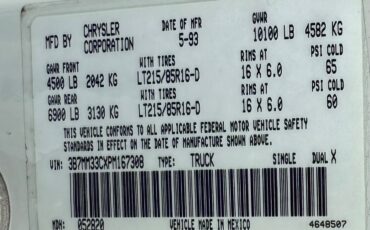 MFD BY CHRYSLER CORPORATION DATE OF MFR 5-93 GVWR 10100 LB 4582 KG
GAWR FRONT WITH TIRES RIMS AT PSI COLD
4500 LB 2042 KG LT215/85R16-D 16 X 6.0 65
GAWR REAR WITH TIRES RIMS AT PSI COLD
6900 LB 3130 KG LT215/85R16-D 16 X 6.0 60
THIS VEHICLE CONFORMS TO ALL APPLICABLE FEDERAL MOTOR VEHICLE SAFETY
STANDARDS IN EFFECT ON THE DATE OF MANUFACTURE SHOWN ABOVE.
VIN: 3B7MM33CXPM167308 TYPE: TRUCK SINGLE DUAL X
MDH: 052820 VEHICLE MADE IN MEXICO 4648507